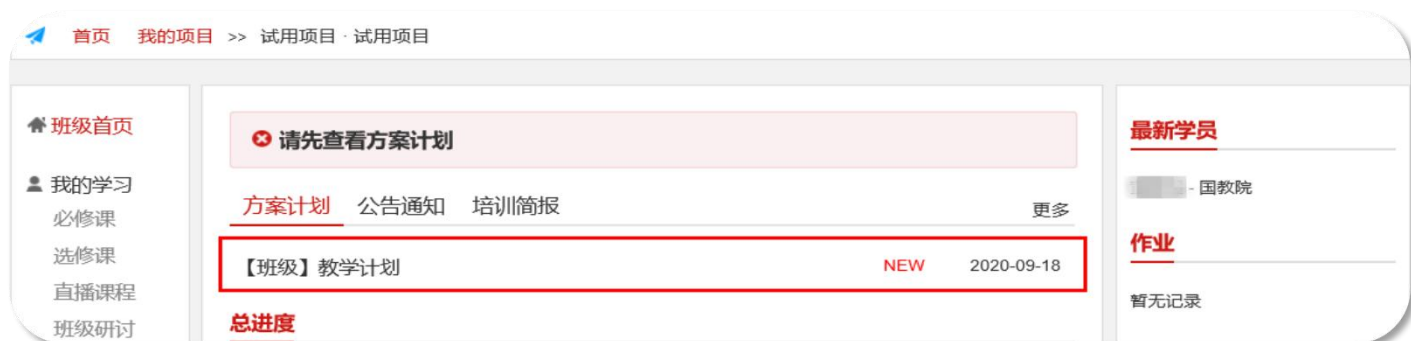 首页 我的项目 >> 试用项目 · 试用项目
班级首页
我的学习
必修课
选修课
直播课程
班级研讨
请先查看方案计划
方案计划 公告通知 培训简报 更多
【班级】教学计划 NEW 2020-09-18
总进度
最新学员
- 国教院
作业
暂无记录